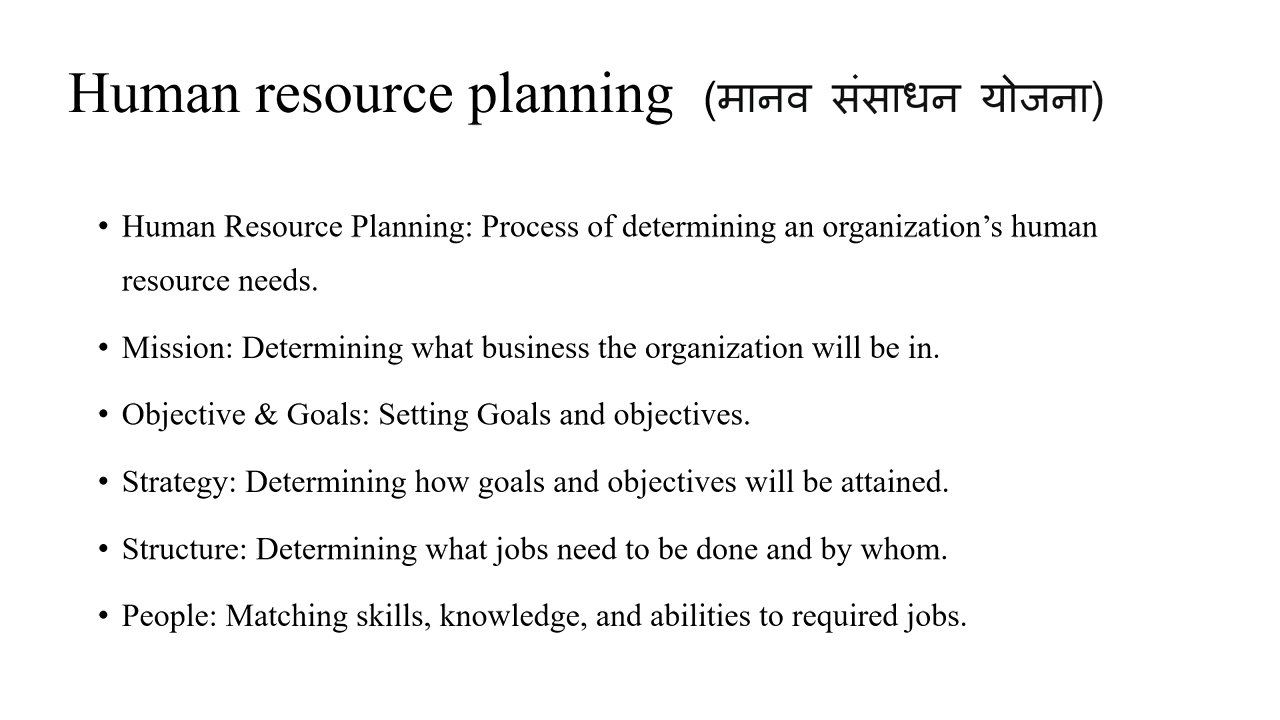 Human resource planning (मानव संसाधन योजना)
• Human Resource Planning: Process of determining an organization’s human
resource needs.
• Mission: Determining what business the organization will be in.
• Objective & Goals: Setting Goals and objectives.
• Strategy: Determining how goals and objectives will be attained.
• Structure: Determining what jobs need to be done and by whom.
• People: Matching skills, knowledge, and abilities to required jobs.